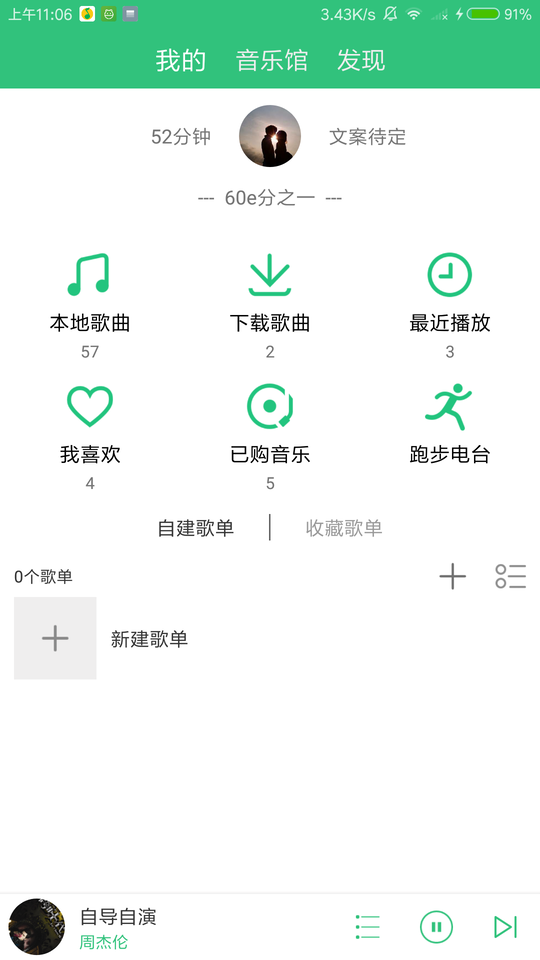 上午11:06 3.43K/s 91%
我的 音乐馆 发现
52分钟 文案待定
--- 60e分之一 ---
本地歌曲 下载歌曲 最近播放
57 2 3
我喜欢 已购音乐 跑步电台
4 5
自建歌单 | 收藏歌单
0个歌单
新建歌单
自导自演
周杰伦